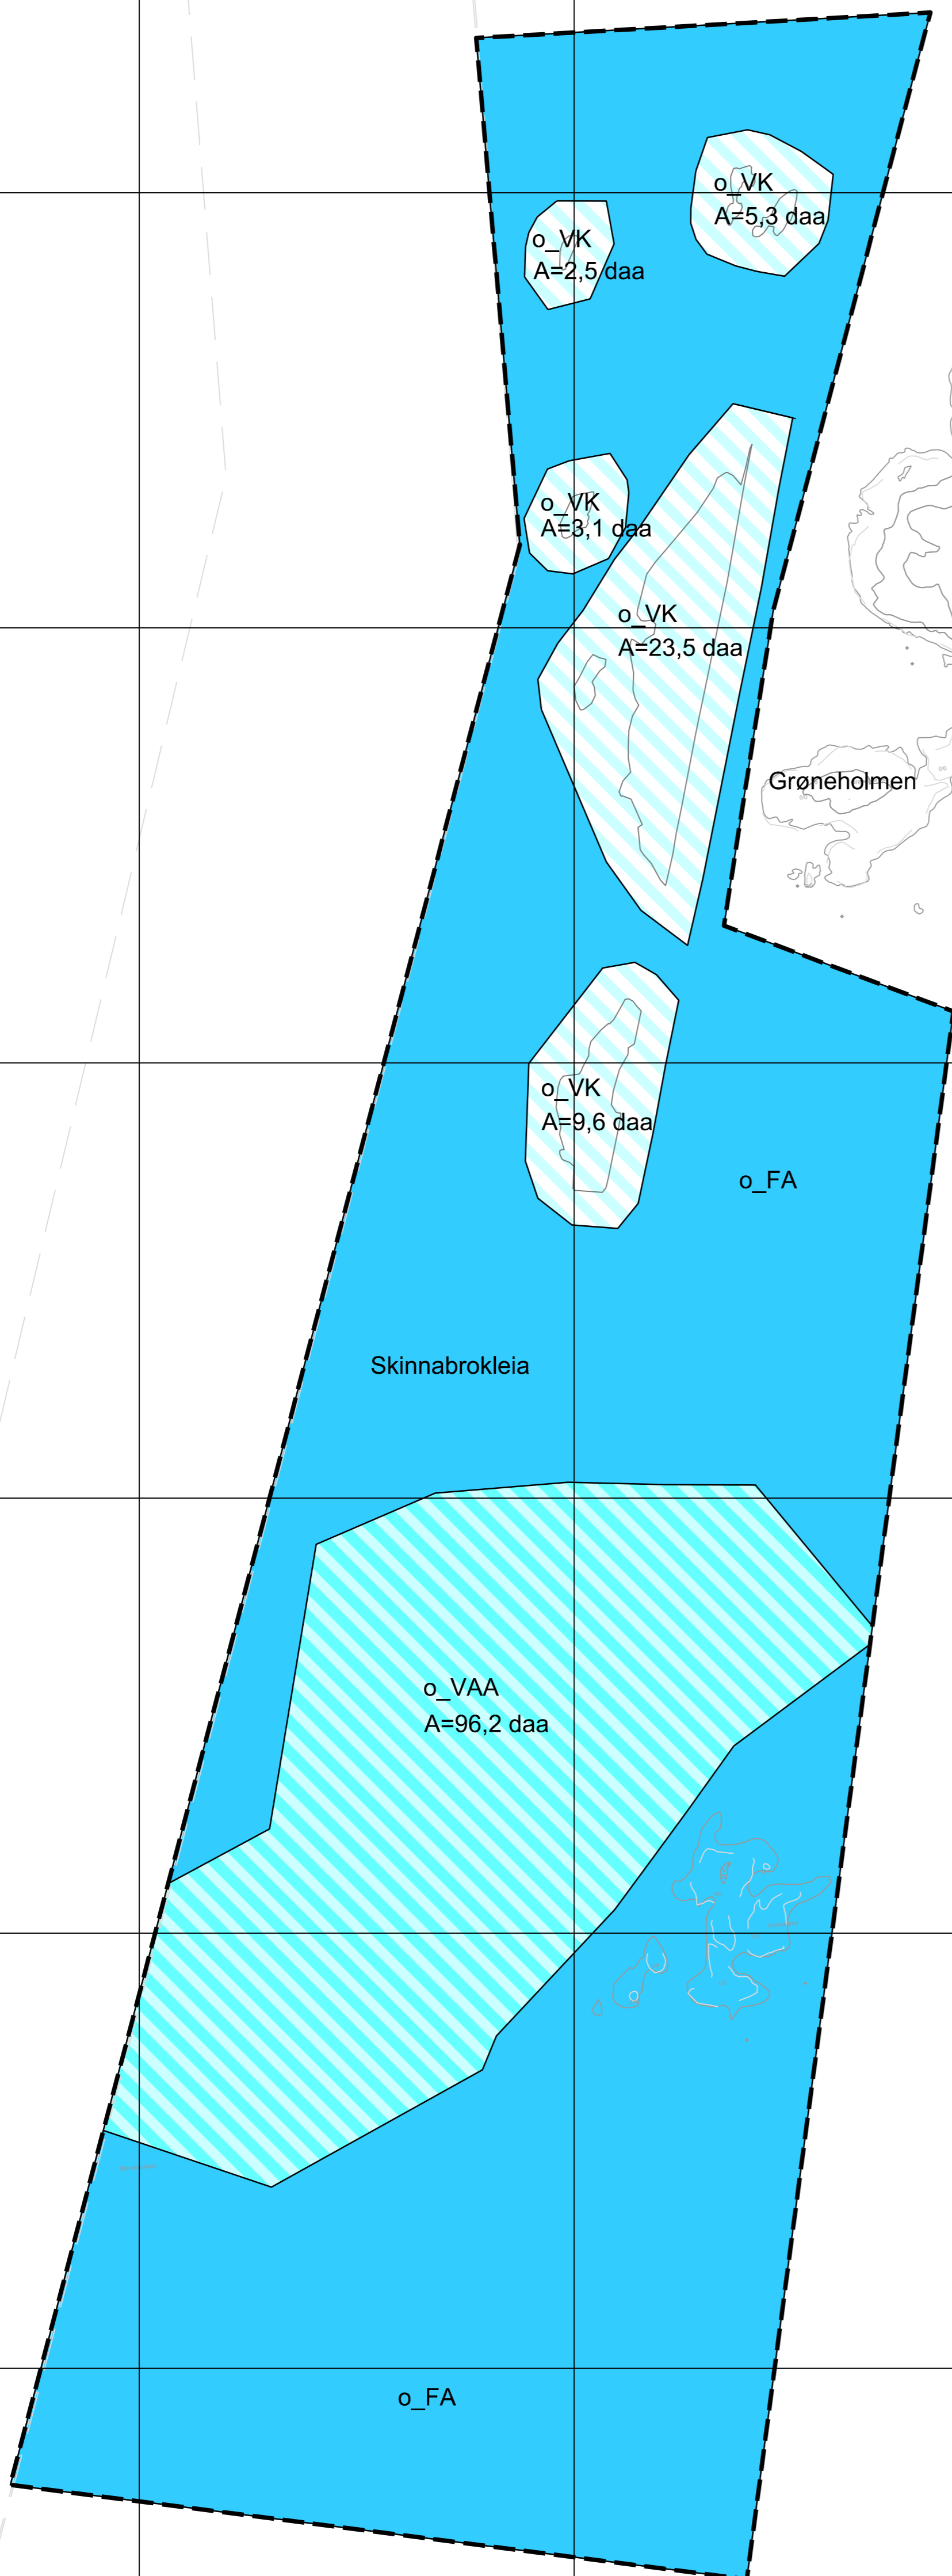 o_VK
A=5,3 daa
o_VK
A=2,5 daa
o_VK
A=3,1 daa
o_VK
A=23,5 daa
Grøneholmen
o_VK
A=9,6 daa
o_FA
Skinnabrokleia
o_VAA
A=96,2 daa
o_FA